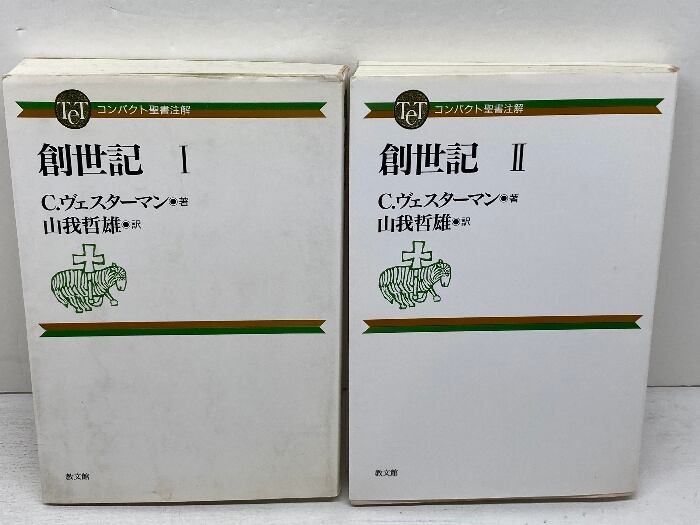 TeT コンパクト聖書注解
創世記 Ⅰ
C.ヴェスターマン◉著
山我哲雄◉訳
教文館
TeT コンパクト聖書注解
創世記 Ⅱ
C.ヴェスターマン◉著
山我哲雄◉訳
教文館